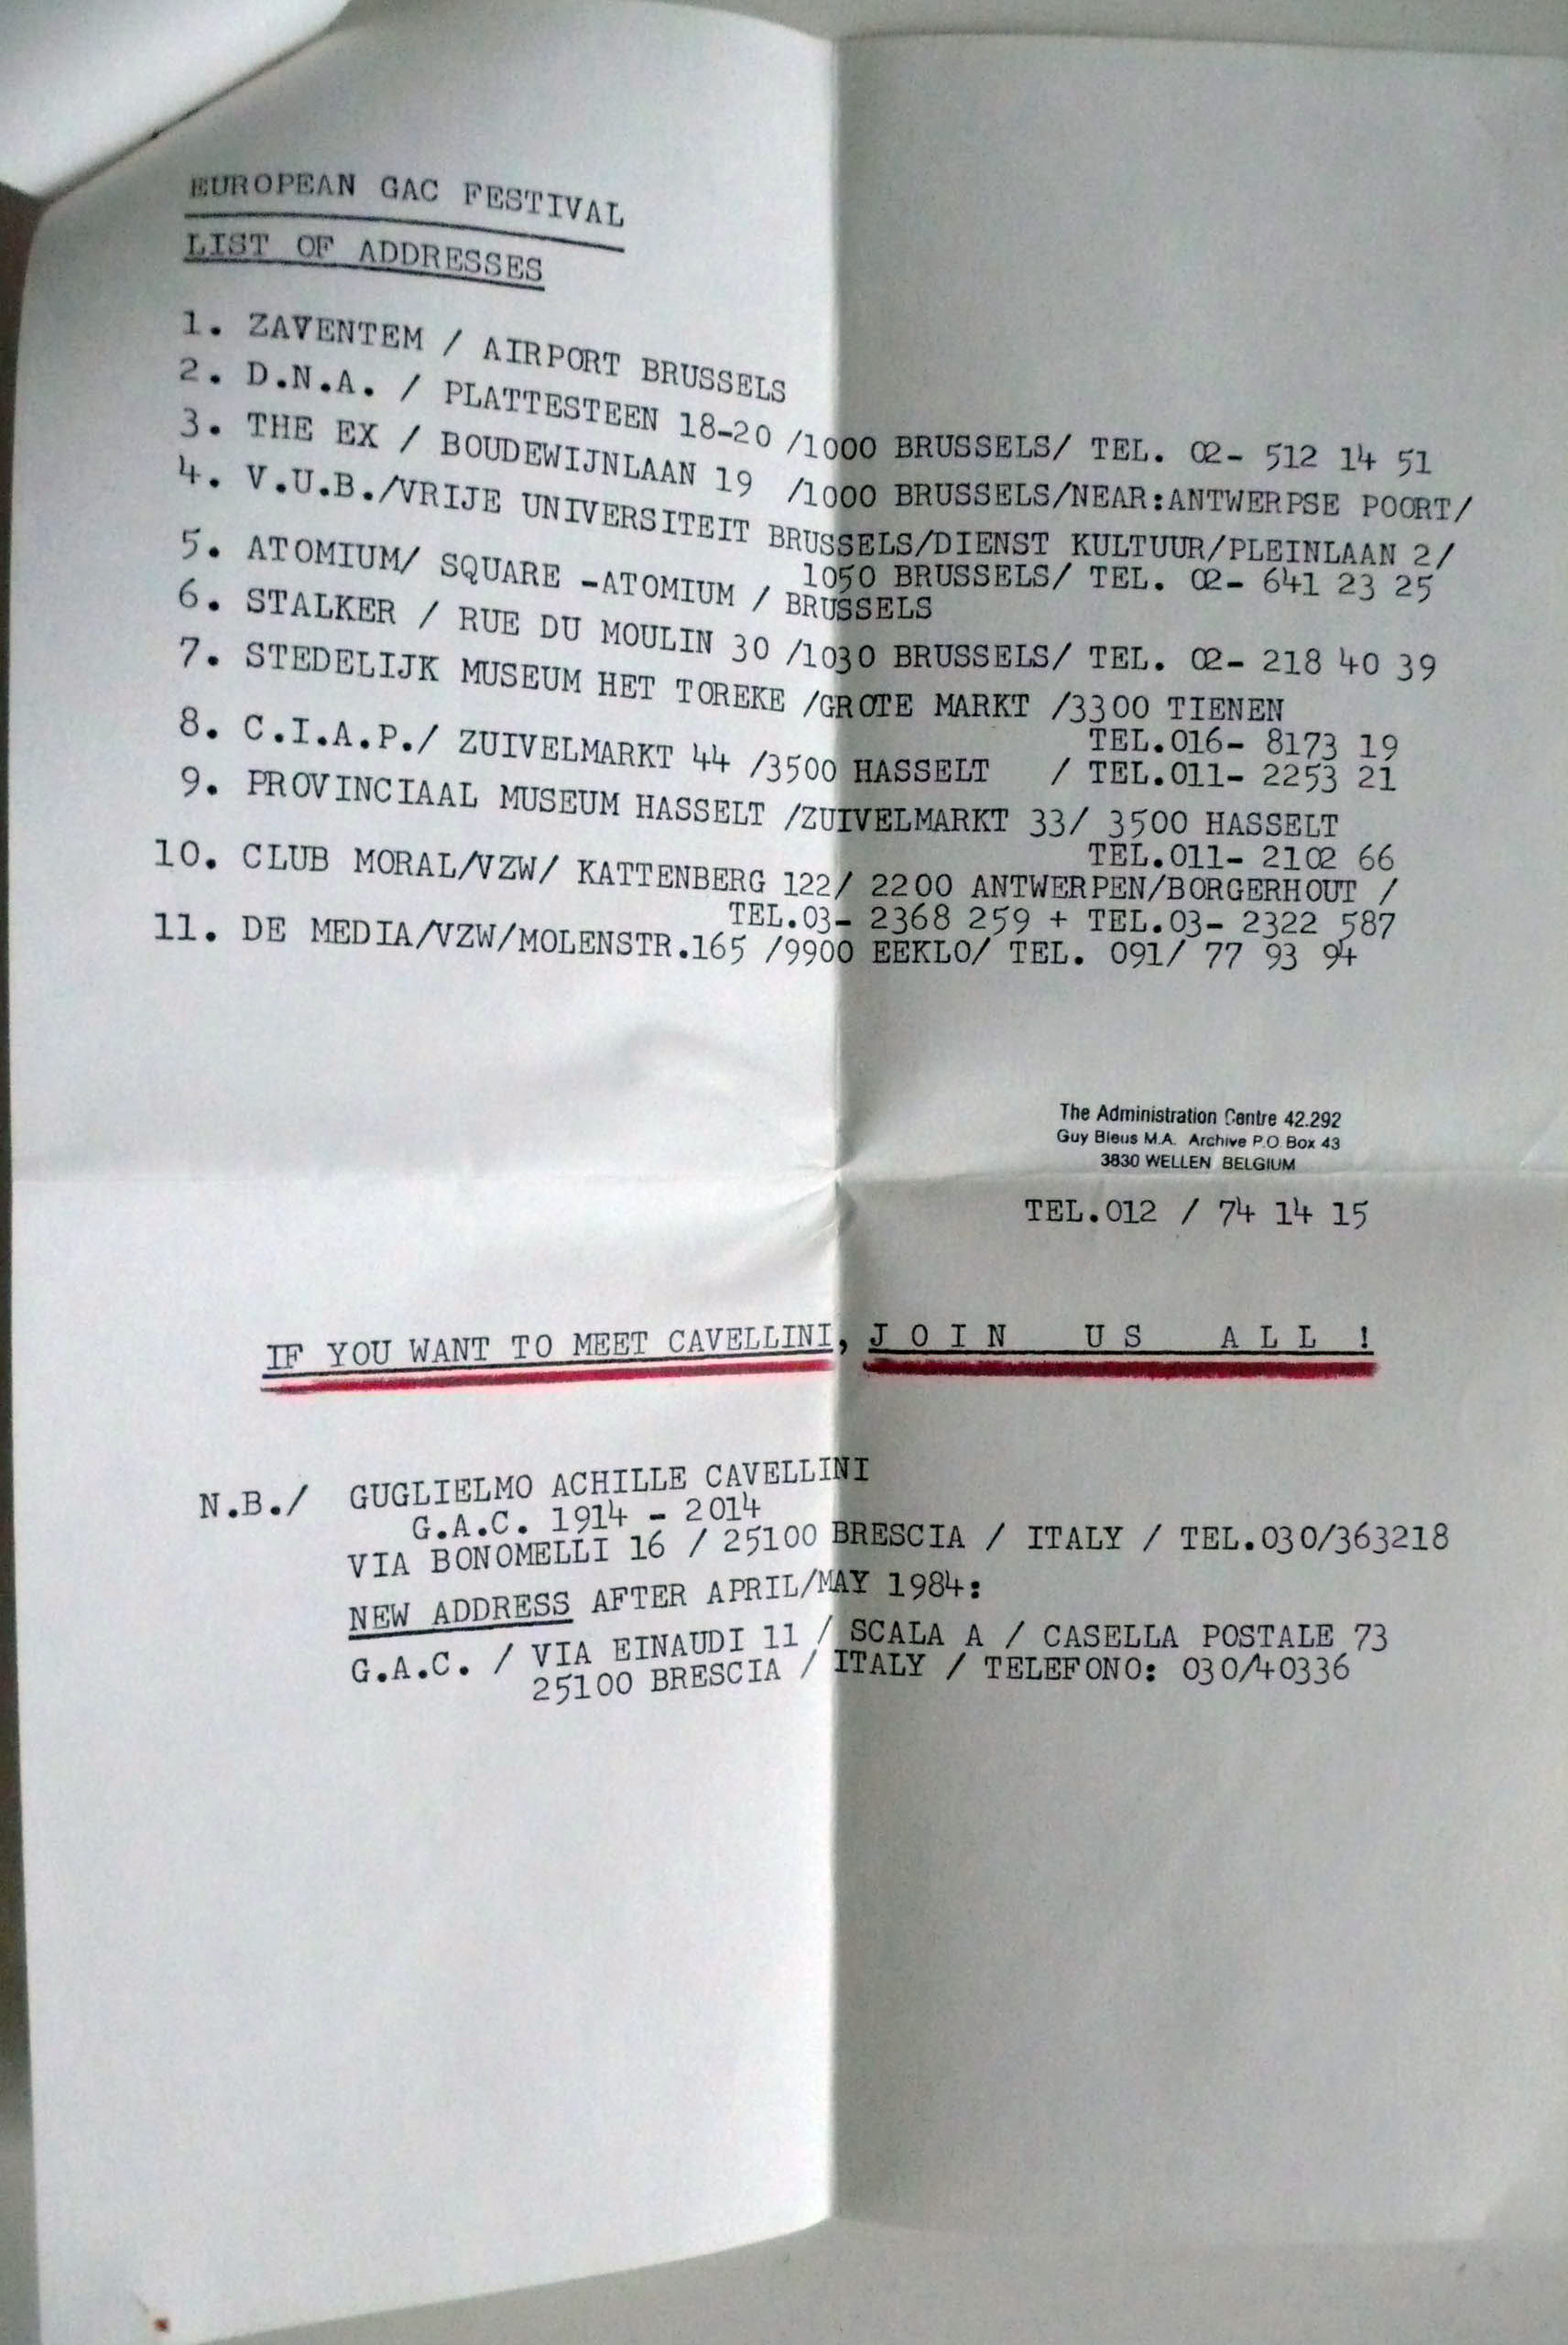 EUROPEAN GAC FESTIVAL
LIST OF ADDRESSES
1. ZAVENTEM / AIRPORT BRUSSELS
2. D.N.A. / PLATTESTEEN 18-20 /1000 BRUSSELS/ TEL. 02- 512 14 51
3. THE EX / BOUDEWIJNLAAN 19 /1000 BRUSSELS/NEAR:ANTWERPSE POORT/
4. V.U.B./VRIJE UNIVERSITEIT BRUSSELS/DIENST KULTUUR/PLEINLAAN 2/
1050 BRUSSELS/ TEL. 02- 641 23 25
5. ATOMIUM/ SQUARE -ATOMIUM / BRUSSELS
6. STALKER / RUE DU MOULIN 30 /1030 BRUSSELS/ TEL. 02- 218 40 39
7. STEDELIJK MUSEUM HET TOREKE /GROTE MARKT /3300 TIENEN
TEL.016- 8173 19
8. C.I.A.P./ ZUIVELMARKT 44 /3500 HASSELT / TEL.011- 2253 21
9. PROVINCIAAL MUSEUM HASSELT /ZUIVELMARKT 33/ 3500 HASSELT
TEL.011- 2102 66
10. CLUB MORAL/VZW/ KATTENBERG 122/ 2200 ANTWERPEN/BORGERHOUT /
TEL.03- 2368 259 + TEL.03- 2322 587
11. DE MEDIA/VZW/MOLENSTR.165 /9900 EEKLO/ TEL. 091/ 77 93 94
The Administration Centre 42.292
Guy Bleus M.A. Archive P.O. Box 43
3830 WELLEN BELGIUM
TEL.012 / 74 14 15
IF YOU WANT TO MEET CAVELLINI, J O I N U S A L L !
N.B./ GUGLIELMO ACHILLE CAVELLINI
G.A.C. 1914 - 2014
VIA BONOMELLI 16 / 25100 BRESCIA / ITALY / TEL.030/363218
NEW ADDRESS AFTER APRIL/MAY 1984:
G.A.C. / VIA EINAUDI 11 / SCALA A / CASELLA POSTALE 73
25100 BRESCIA / ITALY / TELEFONO: 030/40336